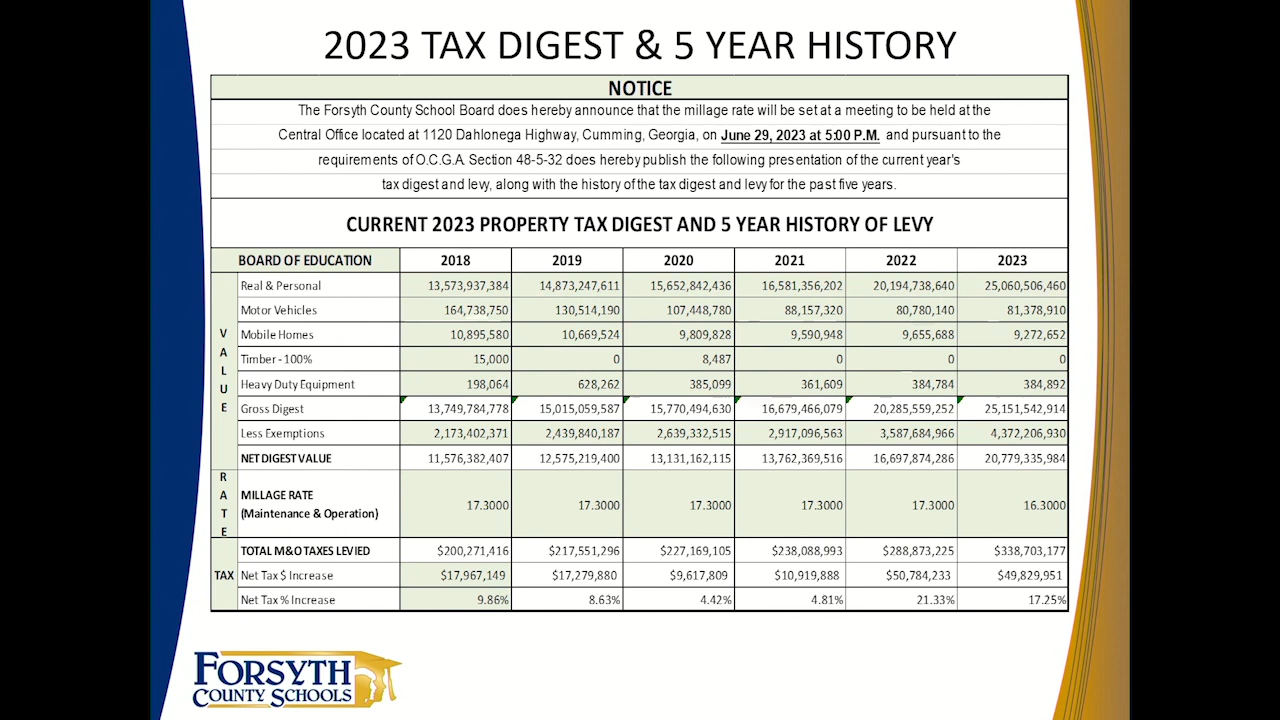 2023 TAX DIGEST & 5 YEAR HISTORY
NOTICE
The Forsyth County School Board does hereby announce that the millage rate will be set at a meeting to be held at the
Central Office located at 1120 Dahlonega Highway, Cumming, Georgia, on June 29, 2023 at 5:00 P.M. and pursuant to the
requirements of O.C.G.A. Section 48-5-32 does hereby publish the following presentation of the current year's
tax digest and levy, along with the history of the tax digest and levy for the past five years.
CURRENT 2023 PROPERTY TAX DIGEST AND 5 YEAR HISTORY OF LEVY
BOARD OF EDUCATION 2018 2019 2020 2021 2022 2023
VALUE
Real & Personal 13,573,937,384 14,873,247,611 15,652,842,436 16,581,356,202 20,194,738,640 25,060,506,460
Motor Vehicles 164,738,750 130,514,190 107,448,780 88,157,320 80,780,140 81,378,910
Mobile Homes 10,895,580 10,669,524 9,809,828 9,590,948 9,655,688 9,272,652
Timber - 100% 15,000 0 8,487 0 0 0
Heavy Duty Equipment 198,064 628,262 385,099 361,609 384,784 384,892
Gross Digest 13,749,784,778 15,015,059,587 15,770,494,630 16,679,466,079 20,285,559,252 25,151,542,914
Less Exemptions 2,173,402,371 2,439,840,187 2,639,332,515 2,917,096,563 3,587,684,966 4,372,206,930
NET DIGEST VALUE 11,576,382,407 12,575,219,400 13,131,162,115 13,762,369,516 16,697,874,286 20,779,335,984
RATE
MILLAGE RATE
(Maintenance & Operation) 17.3000 17.3000 17.3000 17.3000 17.3000 16.3000
TAX
TOTAL M&O TAXES LEVIED $200,271,416 $217,551,296 $227,169,105 $238,088,993 $288,873,225 $338,703,177
Net Tax $ Increase $17,967,149 $17,279,880 $9,617,809 $10,919,888 $50,784,233 $49,829,951
Net Tax % Increase 9.86% 8.63% 4.42% 4.81% 21.33% 17.25%
FORSYTH
COUNTY SCHOOLS